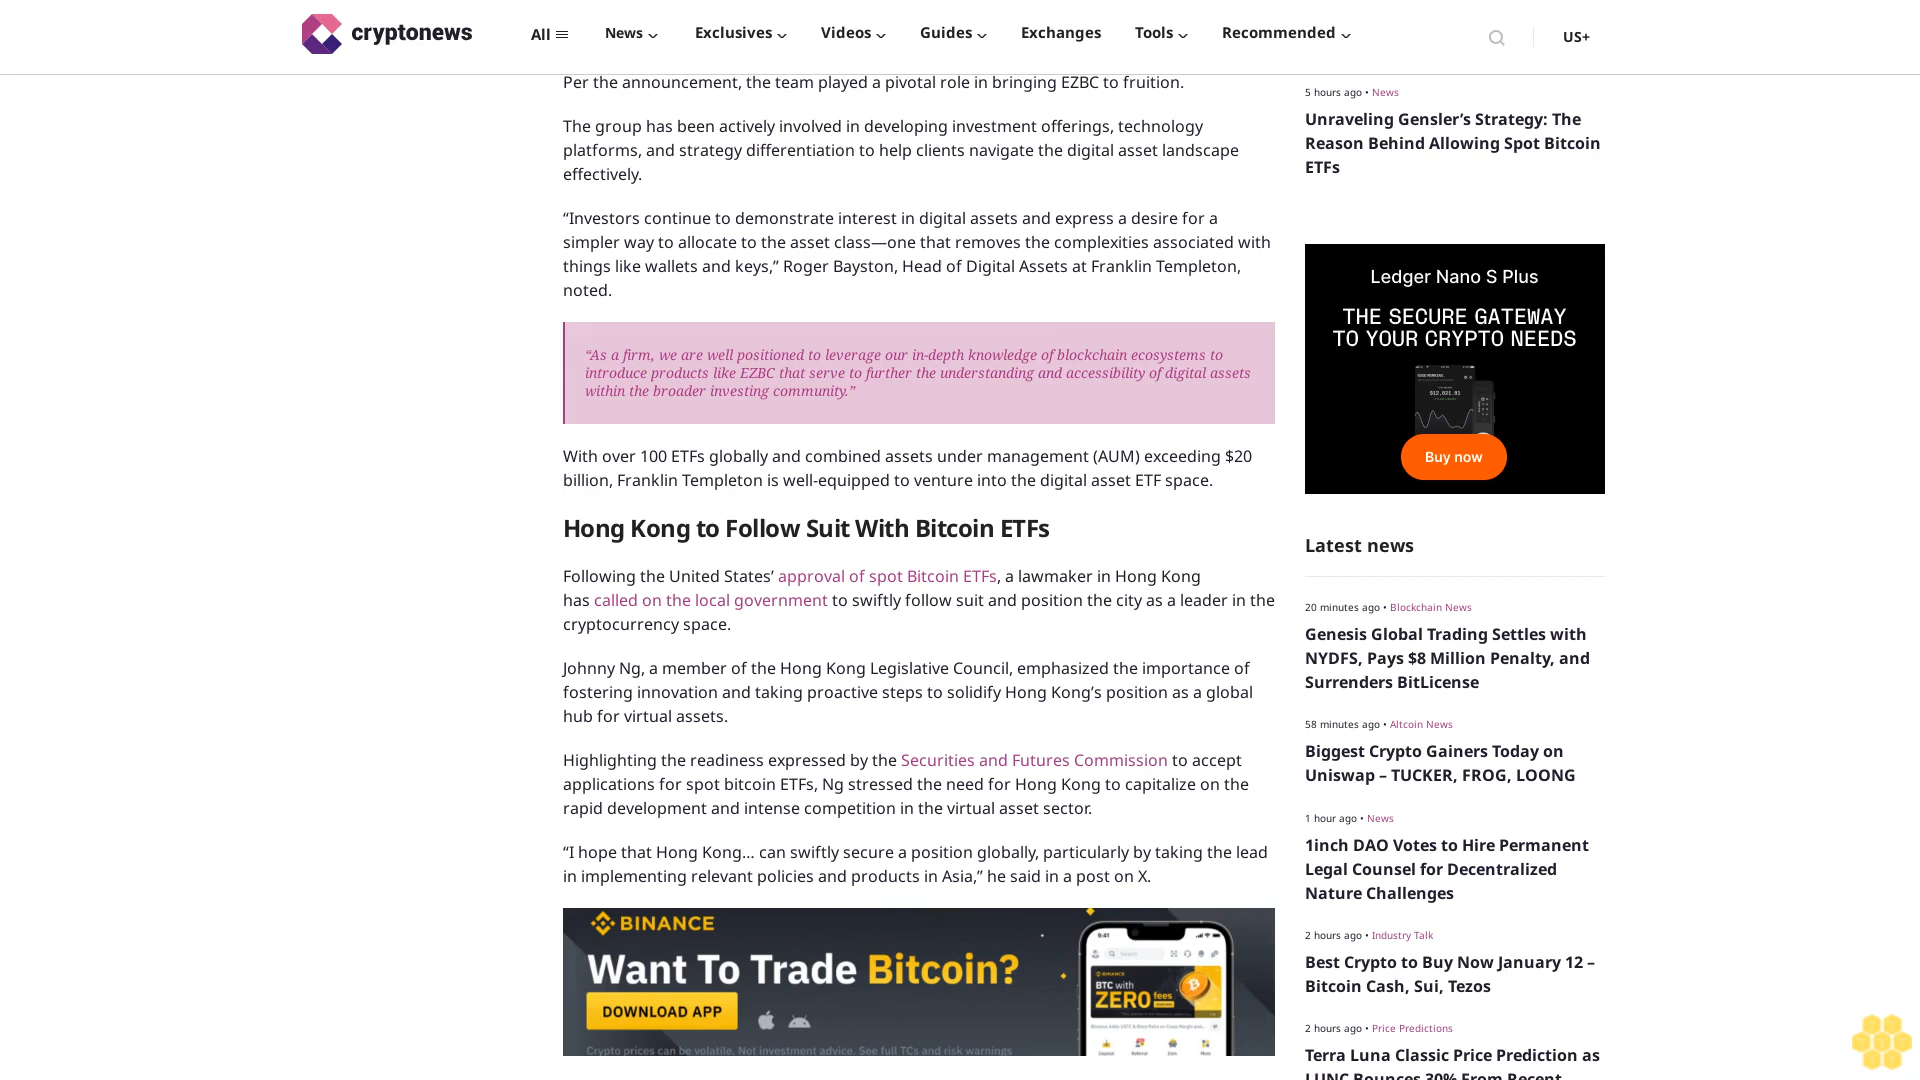 cryptonews
All
News
Exclusives
Videos
Guides
Exchanges
Tools
Recommended
US+
Per the announcement, the team played a pivotal role in bringing EZBC to fruition.
The group has been actively involved in developing investment offerings, technology
platforms, and strategy differentiation to help clients navigate the digital asset landscape
effectively.
“Investors continue to demonstrate interest in digital assets and express a desire for a
simpler way to allocate to the asset class—one that removes the complexities associated with
things like wallets and keys,” Roger Bayston, Head of Digital Assets at Franklin Templeton,
noted.
“As a firm, we are well positioned to leverage our in-depth knowledge of blockchain ecosystems to
introduce products like EZBC that serve to further the understanding and accessibility of digital assets
within the broader investing community.”
With over 100 ETFs globally and combined assets under management (AUM) exceeding $20
billion, Franklin Templeton is well-equipped to venture into the digital asset ETF space.
Hong Kong to Follow Suit With Bitcoin ETFs
Following the United States’ approval of spot Bitcoin ETFs, a lawmaker in Hong Kong
has called on the local government to swiftly follow suit and position the city as a leader in the
cryptocurrency space.
Johnny Ng, a member of the Hong Kong Legislative Council, emphasized the importance of
fostering innovation and taking proactive steps to solidify Hong Kong’s position as a global
hub for virtual assets.
Highlighting the readiness expressed by the Securities and Futures Commission to accept
applications for spot bitcoin ETFs, Ng stressed the need for Hong Kong to capitalize on the
rapid development and intense competition in the virtual asset sector.
“I hope that Hong Kong… can swiftly secure a position globally, particularly by taking the lead
in implementing relevant policies and products in Asia,” he said in a post on X.
BINANCE
Want To Trade Bitcoin?
DOWNLOAD APP
Crypto prices can be volatile. Not investment advice. See full TCs and risk warnings
9:41
Search
BINANCE
BTC with
ZERO fees
Deposit
Referral
Earn
More
5 hours ago • News
Unraveling Gensler’s Strategy: The
Reason Behind Allowing Spot Bitcoin
ETFs
Ledger Nano S Plus
THE SECURE GATEWAY
TO YOUR CRYPTO NEEDS
$12,021.81
Buy now
Latest news
20 minutes ago • Blockchain News
Genesis Global Trading Settles with
NYDFS, Pays $8 Million Penalty, and
Surrenders BitLicense
58 minutes ago • Altcoin News
Biggest Crypto Gainers Today on
Uniswap – TUCKER, FROG, LOONG
1 hour ago • News
1inch DAO Votes to Hire Permanent
Legal Counsel for Decentralized
Nature Challenges
2 hours ago • Industry Talk
Best Crypto to Buy Now January 12 –
Bitcoin Cash, Sui, Tezos
2 hours ago • Price Predictions
Terra Luna Classic Price Prediction as
LUNC Bounces 30% From Recent